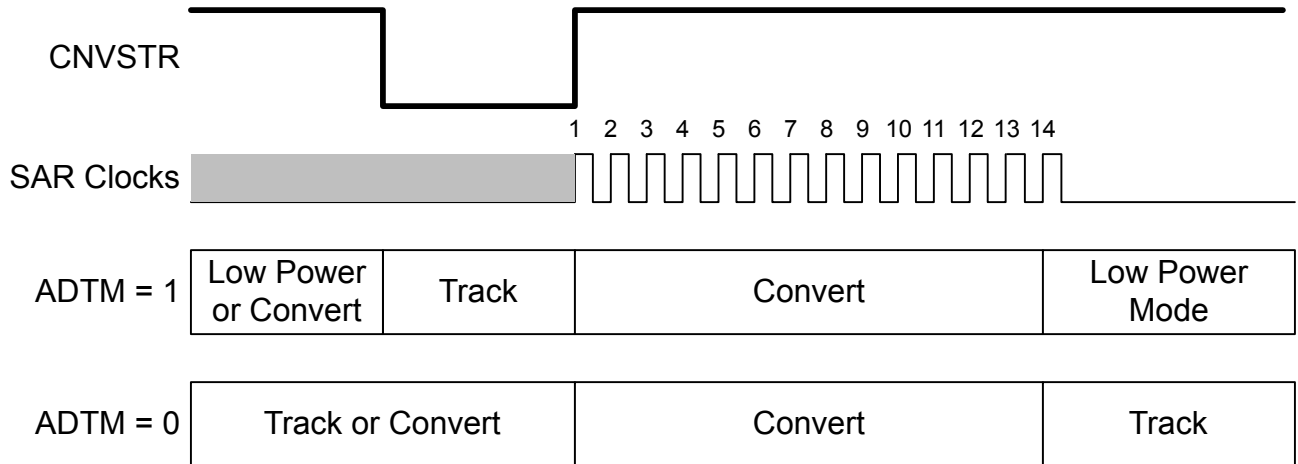 CNVSTR
1 2 3 4 5 6 7 8 9 10 11 12 13 14
SAR Clocks
ADTM = 1
Low Power
or Convert
Track
Convert
Low Power
Mode
ADTM = 0
Track or Convert
Convert
Track